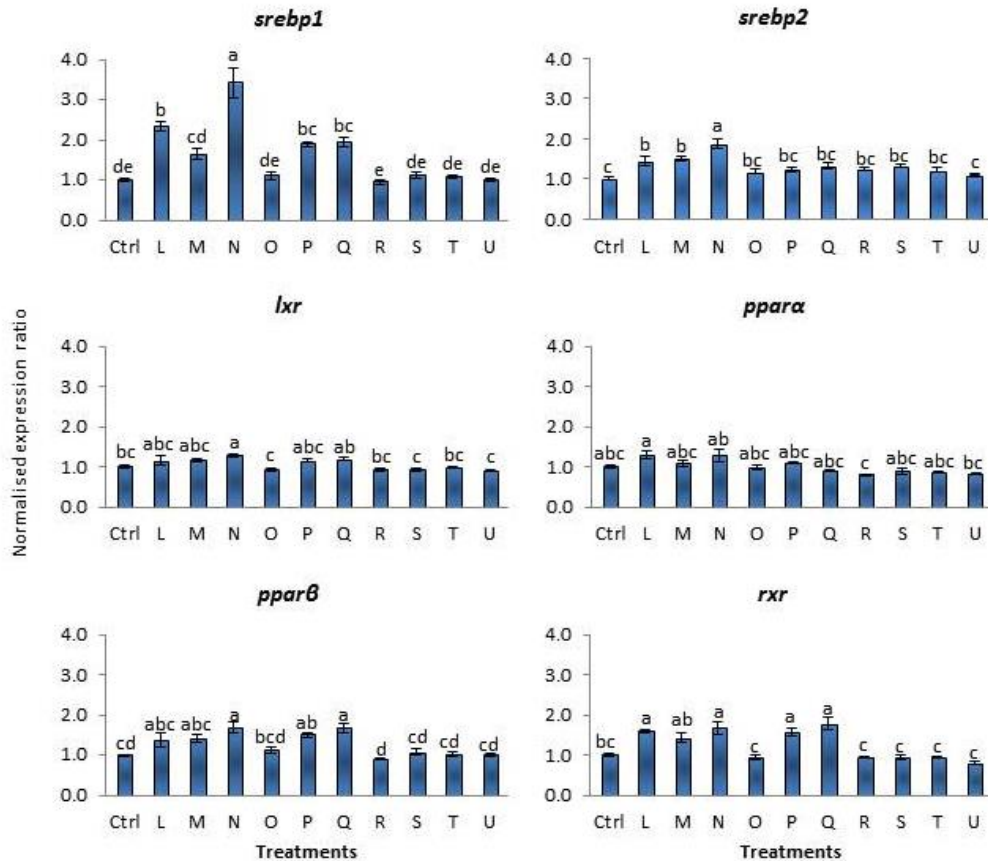 srebp1
4.0
3.0
2.0
1.0
0.0
de b cd a de bc bc e de de de
Ctrl L M N O P Q R S T U
srebp2
4.0
3.0
2.0
1.0
0.0
c b b a bc bc bc bc bc bc c
Ctrl L M N O P Q R S T U
Normalised expression ratio
lxr
4.0
3.0
2.0
1.0
0.0
bc abc abc a c abc ab bc c bc c
Ctrl L M N O P Q R S T U
pparα
4.0
3.0
2.0
1.0
0.0
abc a abc ab abc abc abc c abc abc bc
Ctrl L M N O P Q R S T U
pparβ
4.0
3.0
2.0
1.0
0.0
cd abc abc a bcd ab a d cd cd cd
Ctrl L M N O P Q R S T U
Treatments
rxr
4.0
3.0
2.0
1.0
0.0
bc a ab a c a a c c c c
Ctrl L M N O P Q R S T U
Treatments